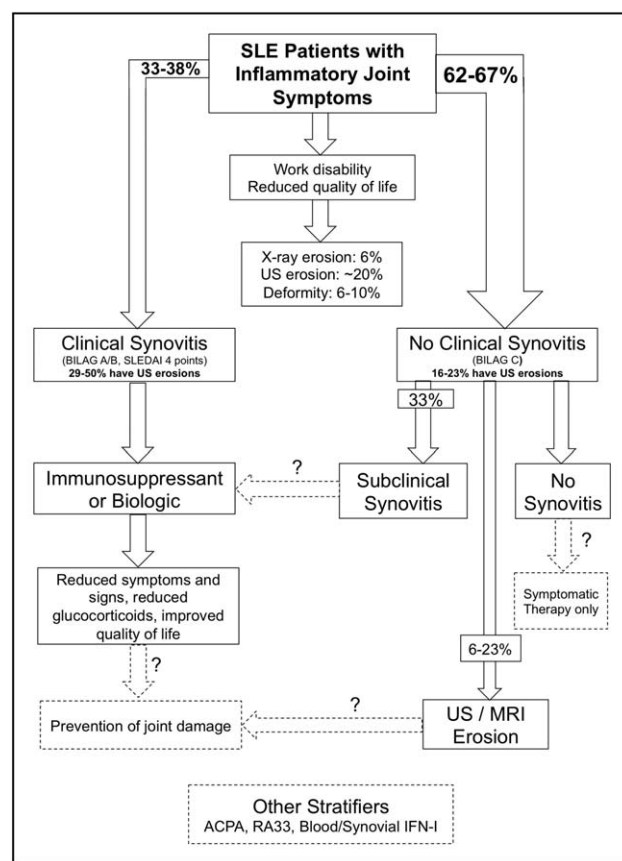 SLE Patients with
Inflammatory Joint
Symptoms
33-38%
62-67%
Work disability
Reduced quality of life
X-ray erosion: 6%
US erosion: ~20%
Deformity: 6-10%
Clinical Synovitis
(BILAG A/B, SLEDAI 4 points)
29-50% have US erosions
No Clinical Synovitis
(BILAG C)
16-23% have US erosions
33%
Immunosuppressant
or Biologic
?
Subclinical
Synovitis
No
Synovitis
?
Reduced symptoms and
signs, reduced
glucocorticoids, improved
quality of life
Symptomatic
Therapy only
?
6-23%
Prevention of joint damage
?
US / MRI
Erosion
Other Stratifiers
ACPA, RA33, Blood/Synovial IFN-I